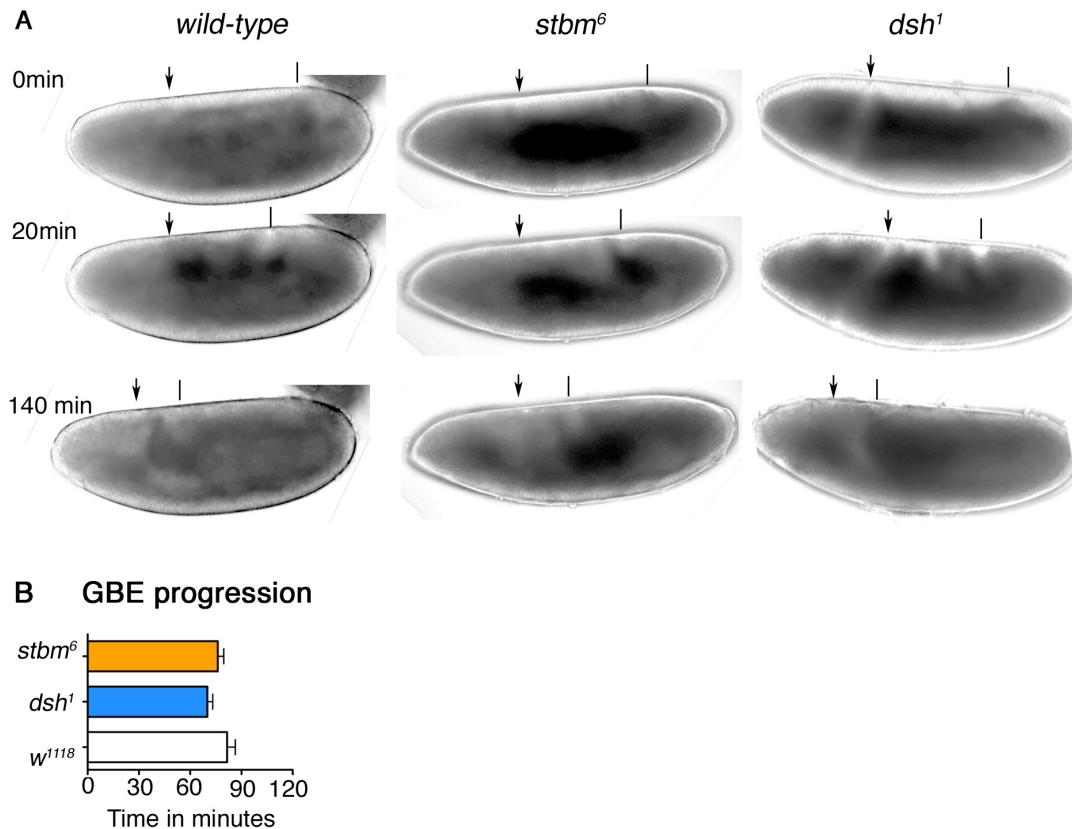 A wild-type stbm⁶ dsh¹
0min
20min
140 min
B GBE progression
stbm⁶
dsh¹
w¹¹¹⁸
0 30 60 90 120
Time in minutes